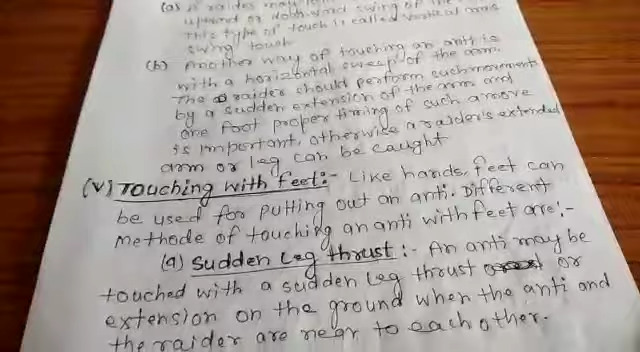 (a) A raider may
upward or downward swing of the
This type of touch is called vertical arms
swing touch.
(b) Another way of touching an anti is
with a horizontal sweep of the arm.
The raider should perform such movements
by a sudden extension of the arm and
one foot proper timing of such a move
is important, otherwise a raider's extended
arm or leg can be caught
(V) Touching with feet:- Like hands, feet can
be used for putting out an anti. Different
methode of touching an anti with feet are:-
(a) Sudden Leg thrust:- An anti may be
touched with a sudden leg thrust or
extension on the ground when the anti and
the raider are near to each other.